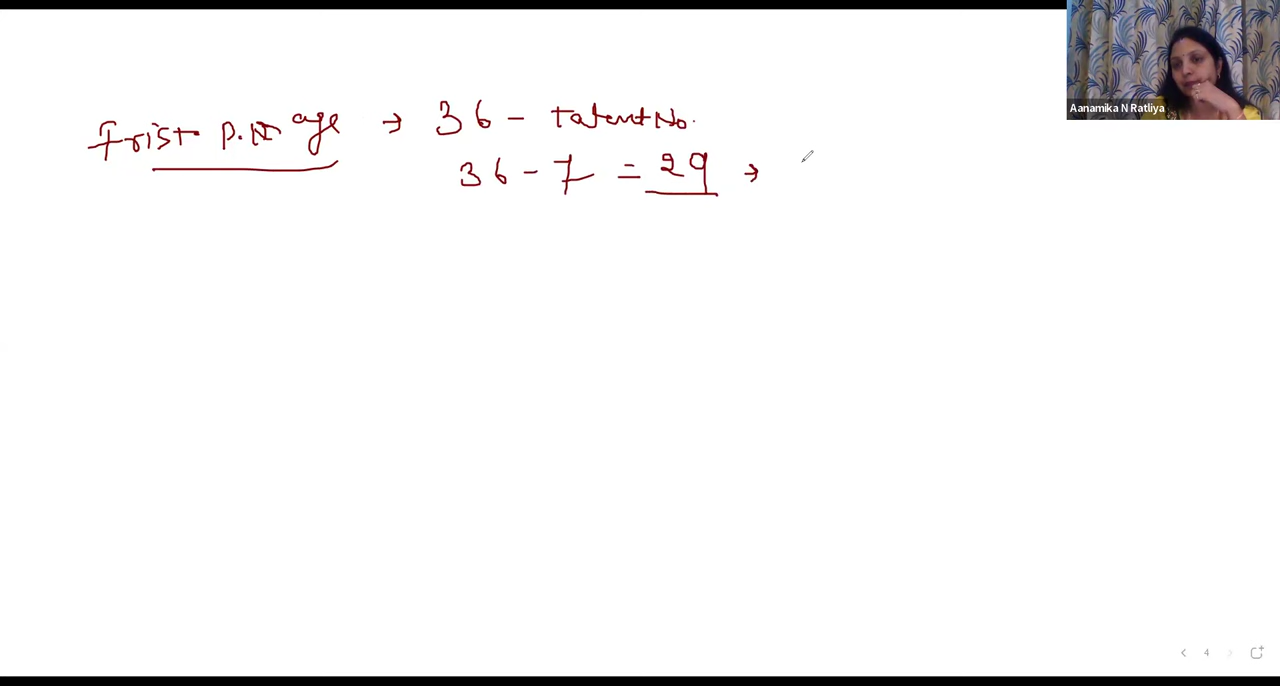 Frist P.N age → 36 - Talent No.
36 - 7 = 29 →
Aanamika N Ratliya
4